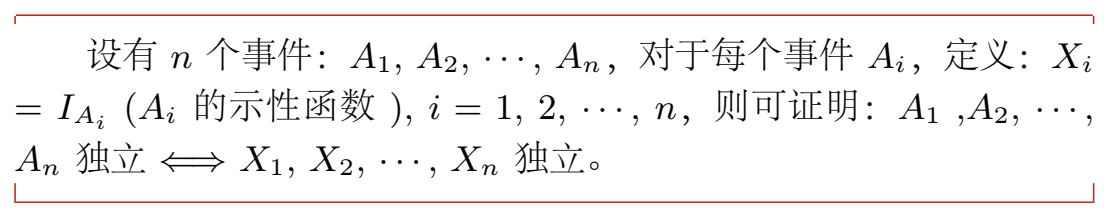 设有 n 个事件：A₁, A₂, ⋯, Aₙ，对于每个事件 Aᵢ，定义：Xᵢ
= I_{Aᵢ} (Aᵢ 的示性函数 ), i = 1, 2, ⋯, n，则可证明：A₁ ,A₂, ⋯,
Aₙ 独立 ⟺ X₁, X₂, ⋯, Xₙ 独立。